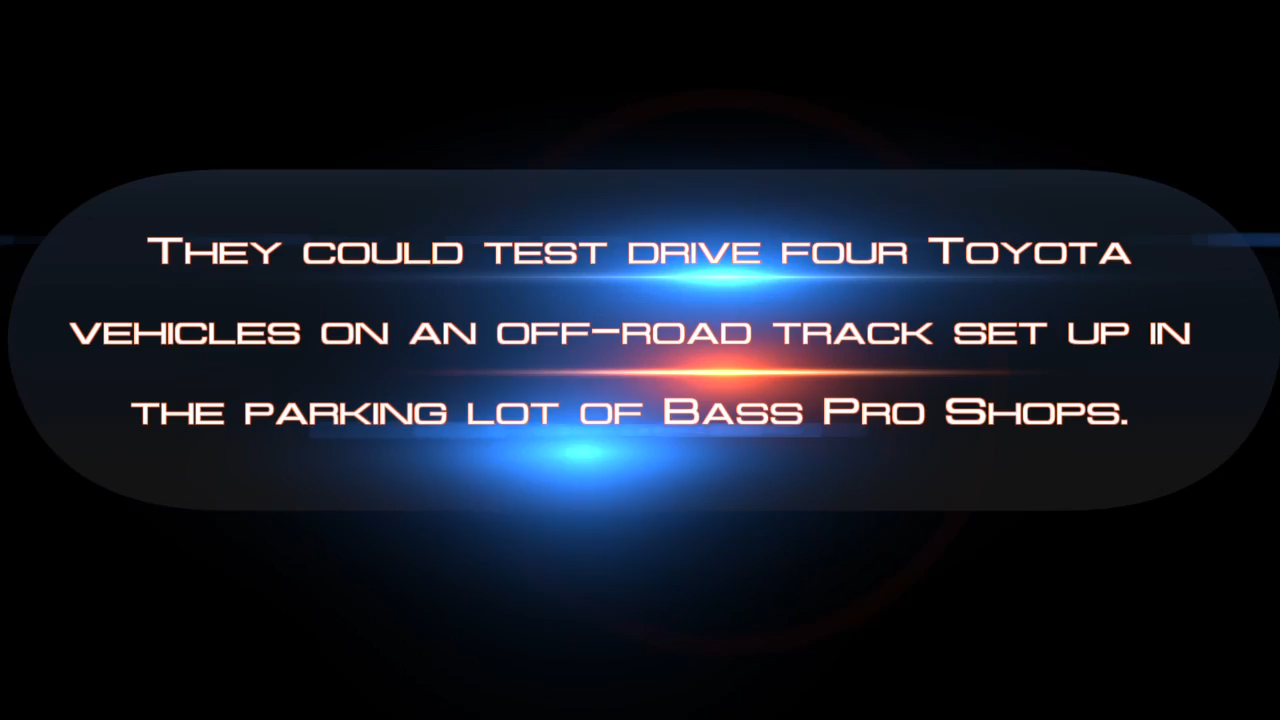 They could test drive four Toyota
vehicles on an off-road track set up in
the parking lot of Bass Pro Shops.